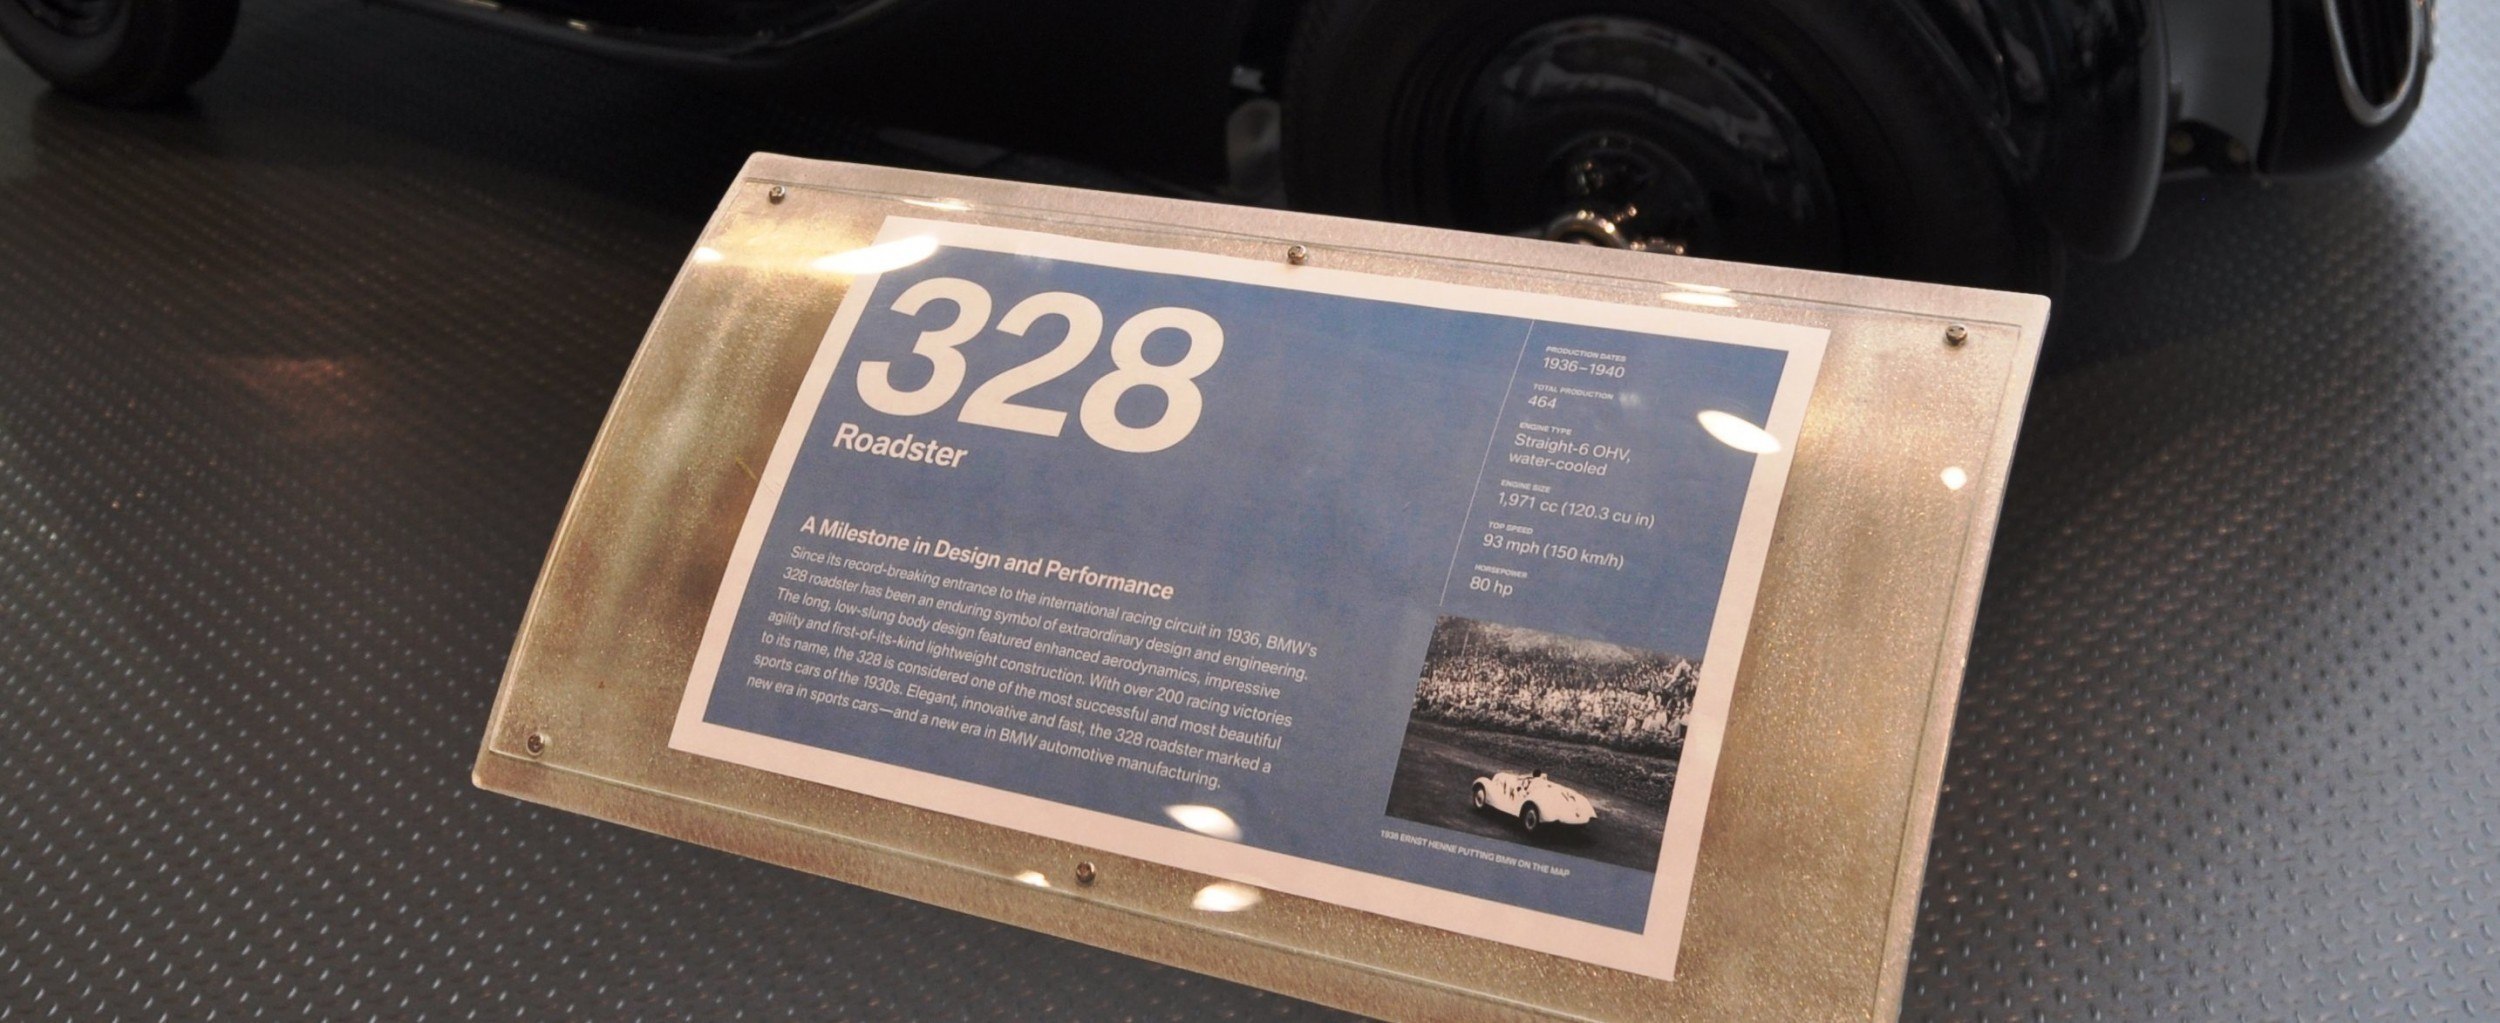 328
Roadster
A Milestone in Design and Performance
Since its record-breaking entrance to the international racing circuit in 1936, BMW's
328 roadster has been an enduring symbol of extraordinary design and engineering.
The long, low-slung body design featured enhanced aerodynamics, impressive
agility and first-of-its-kind lightweight construction. With over 200 racing victories
to its name, the 328 is considered one of the most successful and most beautiful
sports cars of the 1930s. Elegant, innovative and fast, the 328 roadster marked a
new era in sports cars—and a new era in BMW automotive manufacturing.
PRODUCTION DATES
1936–1940
TOTAL PRODUCTION
464
ENGINE TYPE
Straight-6 OHV,
water-cooled
ENGINE SIZE
1,971 cc (120.3 cu in)
TOP SPEED
93 mph (150 km/h)
HORSEPOWER
80 hp
1936 ERNST HENNE PUTTING BMW ON THE MAP